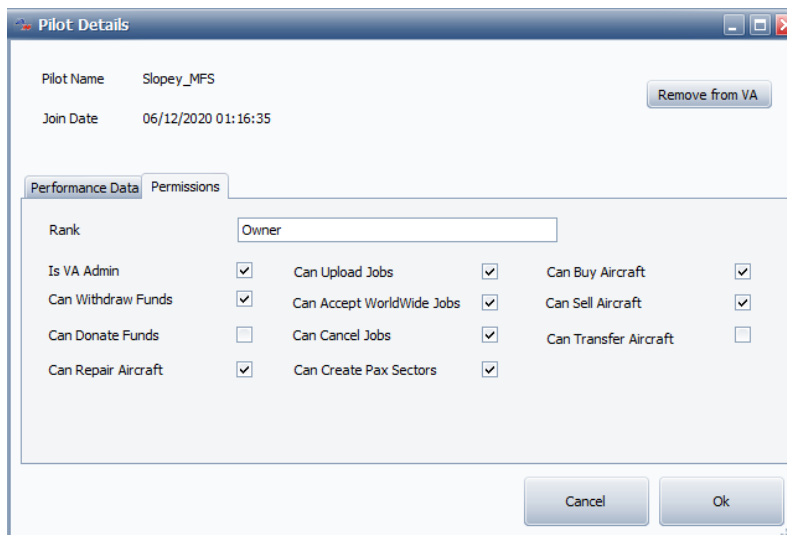 Pilot Details
Pilot Name Slopey_MFS
Remove from VA
Join Date 06/12/2020 01:16:35
Performance Data Permissions
Rank Owner
Is VA Admin Can Upload Jobs Can Buy Aircraft
Can Withdraw Funds Can Accept WorldWide Jobs Can Sell Aircraft
Can Donate Funds Can Cancel Jobs Can Transfer Aircraft
Can Repair Aircraft Can Create Pax Sectors
Cancel Ok